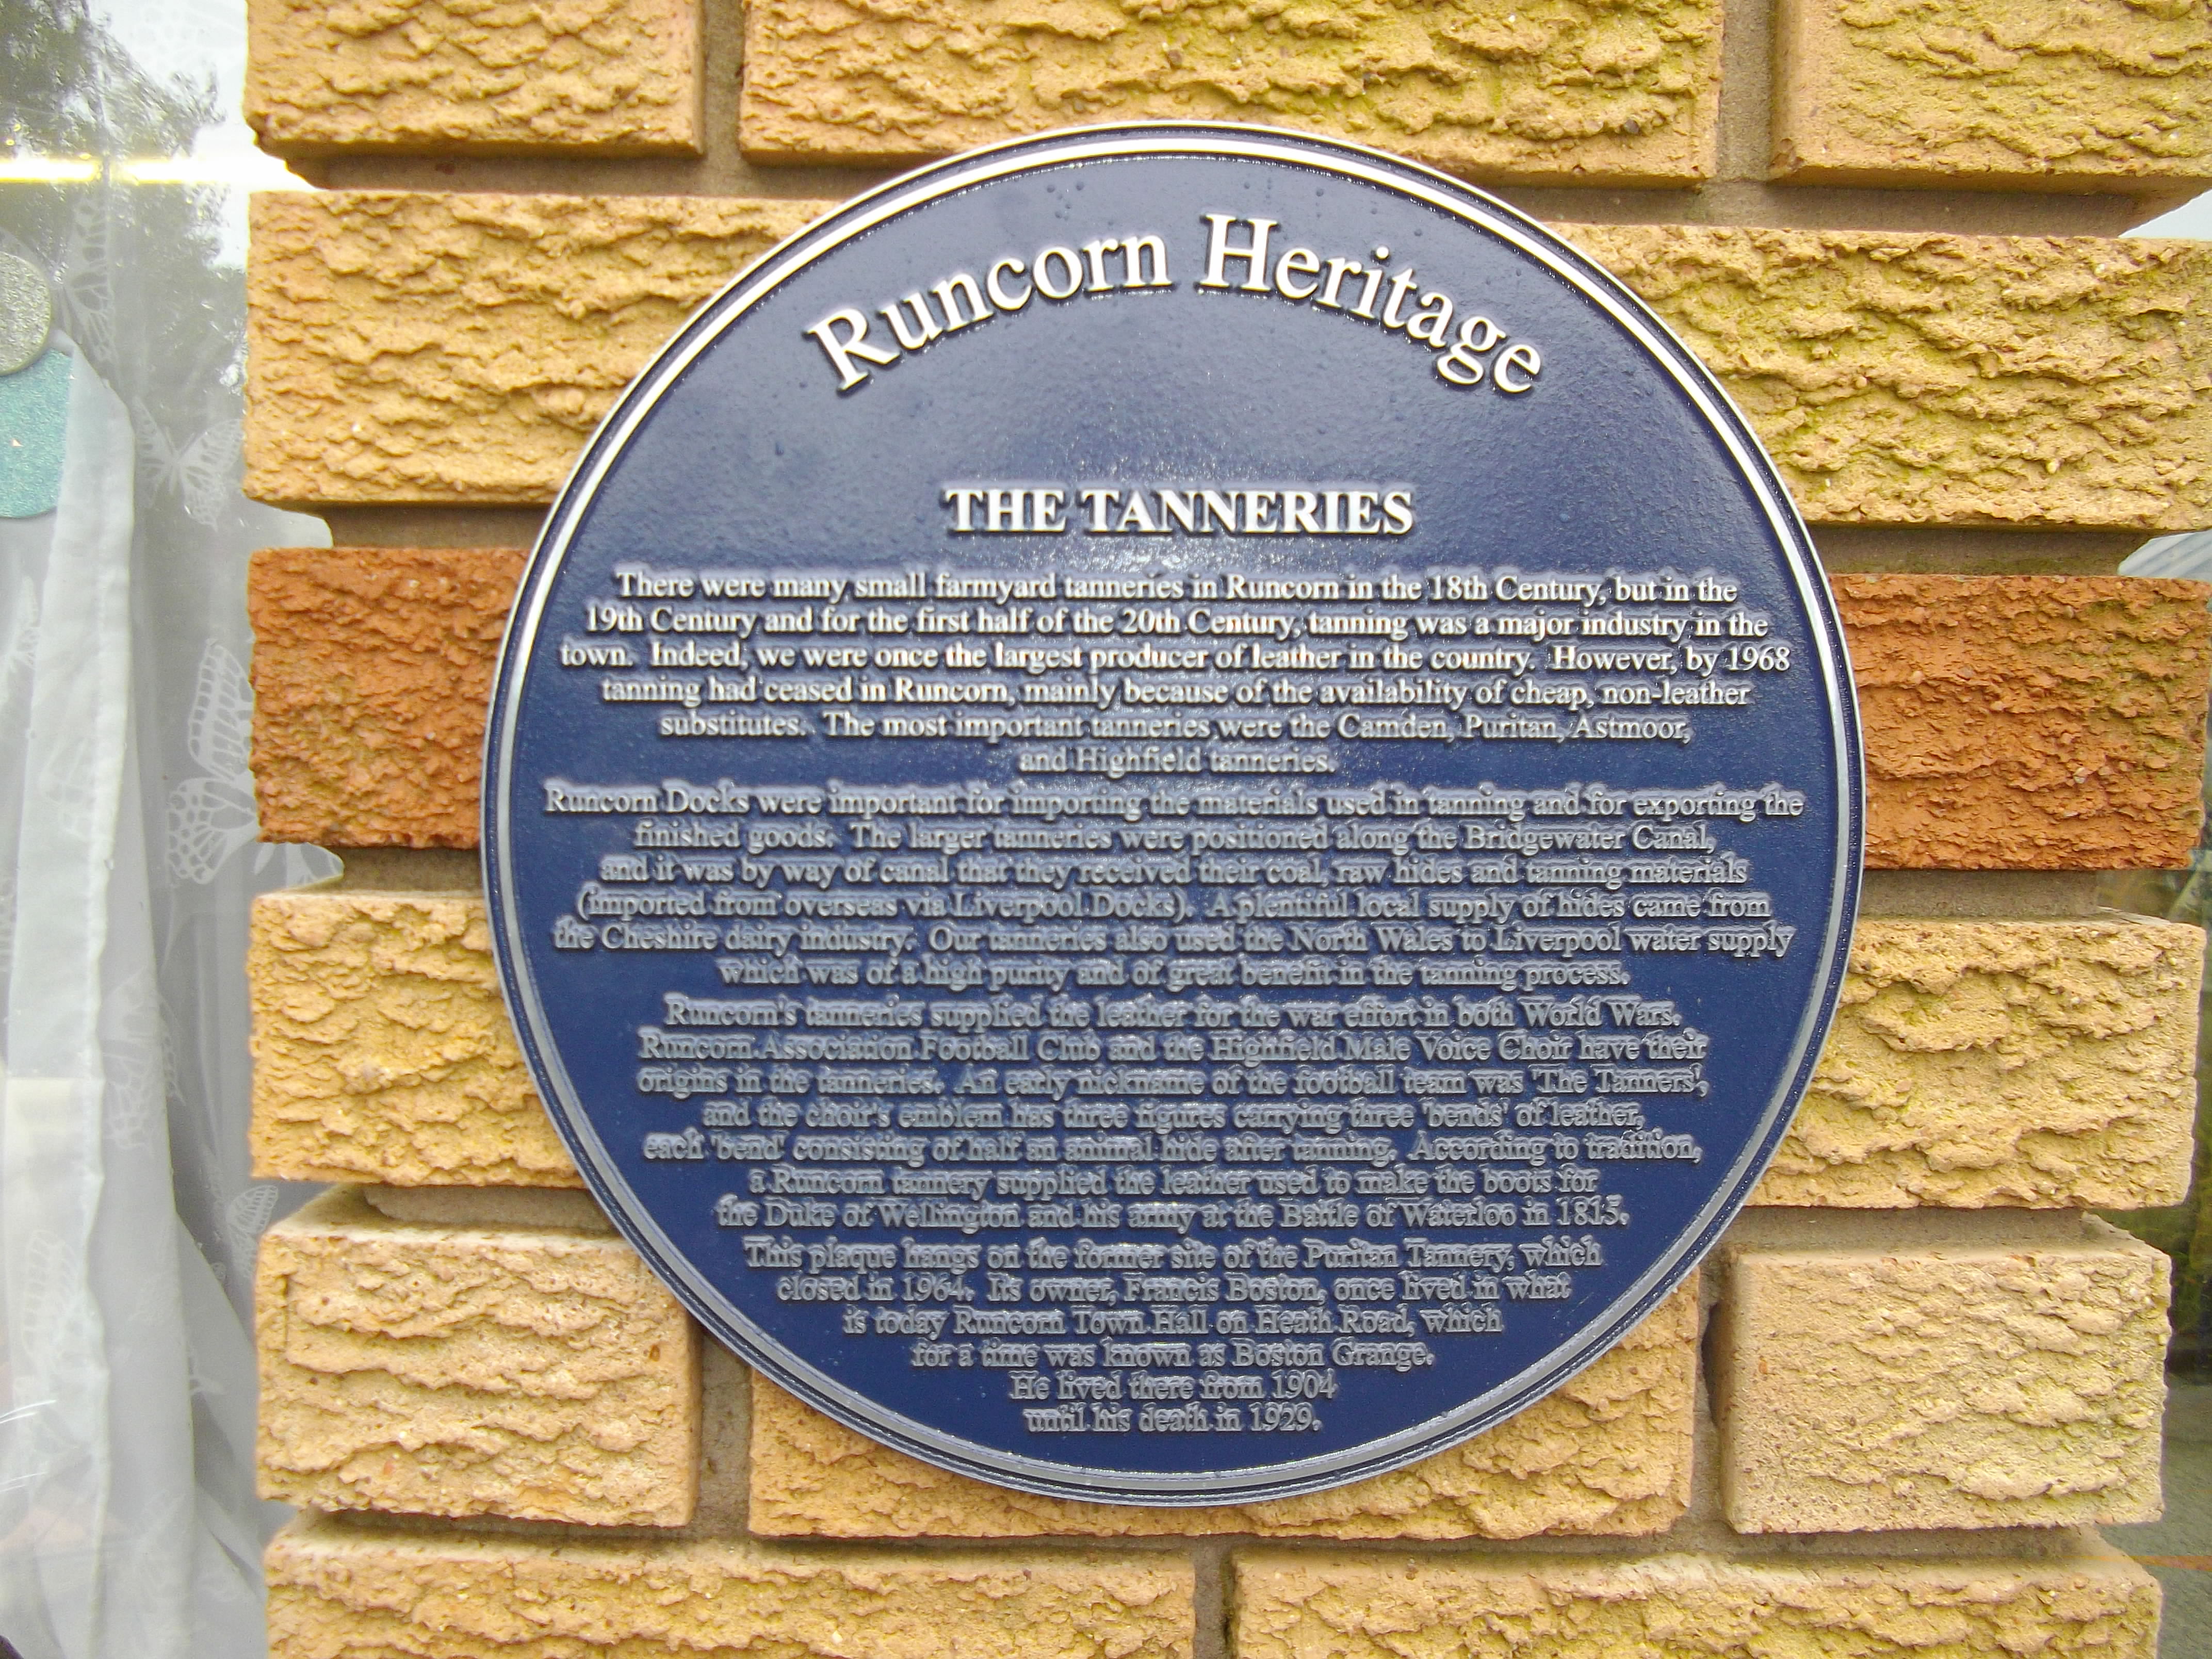 Runcorn Heritage
THE TANNERIES
There were many small farmyard tanneries in Runcorn in the 18th Century, but in the
19th Century and for the first half of the 20th Century, tanning was a major industry in the
town. Indeed, we were once the largest producer of leather in the country. However, by 1968
tanning had ceased in Runcorn, mainly because of the availability of cheap, non-leather
substitutes. The most important tanneries were the Camden, Puritan, Astmoor,
and Highfield tanneries.
Runcorn Docks were important for importing the materials used in tanning and for exporting the
finished goods. The larger tanneries were positioned along the Bridgewater Canal,
and it was by way of canal that they received their coal, raw hides and tanning materials
(imported from overseas via Liverpool Docks). A plentiful local supply of hides came from
the Cheshire dairy industry. Our tanneries also used the North Wales to Liverpool water supply
which was of a high purity and of great benefit in the tanning process.
Runcorn's tanneries supplied the leather for the war effort in both World Wars.
Runcorn Association Football Club and the Highfield Male Voice Choir have their
origins in the tanneries. An early nickname of the football team was 'The Tanners',
and the choir's emblem has three figures carrying three 'bends' of leather,
each 'bend' consisting of half an animal hide after tanning. According to tradition,
a Runcorn tannery supplied the leather used to make the boots for
the Duke of Wellington and his army at the Battle of Waterloo in 1815.
This plaque hangs on the former site of the Puritan Tannery, which
closed in 1964. Its owner, Francis Boston, once lived in what
is today Runcorn Town Hall on Heath Road, which
for a time was known as Boston Grange.
He lived there from 1904
until his death in 1929.